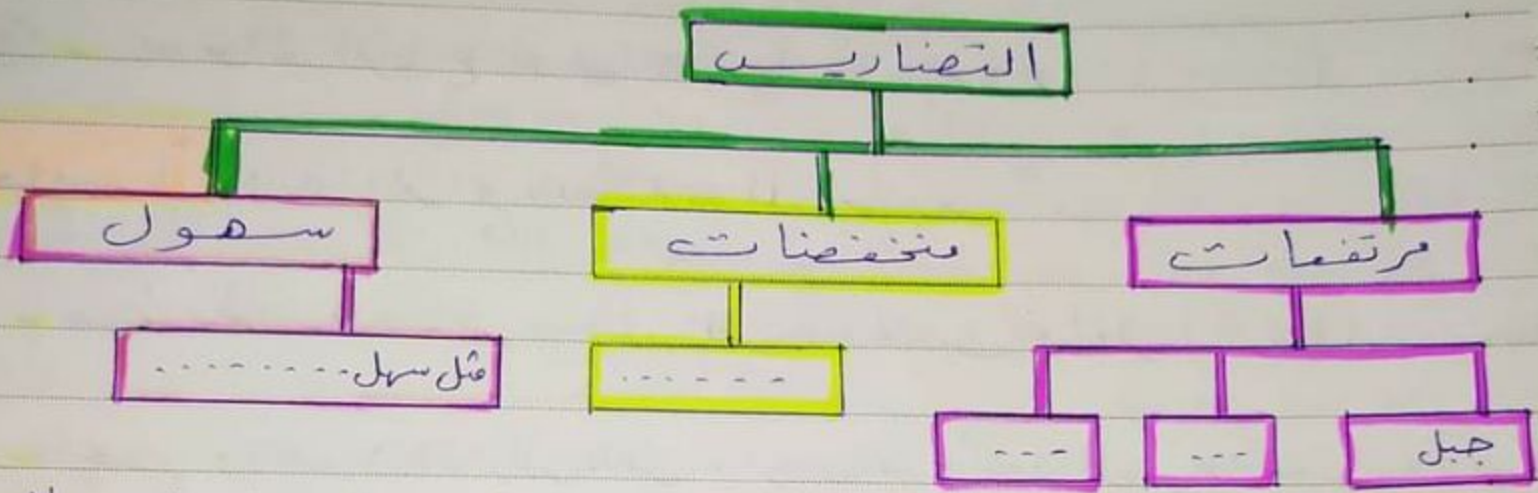 التضاريس
مرتفعات
منخفضات
سهول
جبل
...
...
......
مثل سهل.........